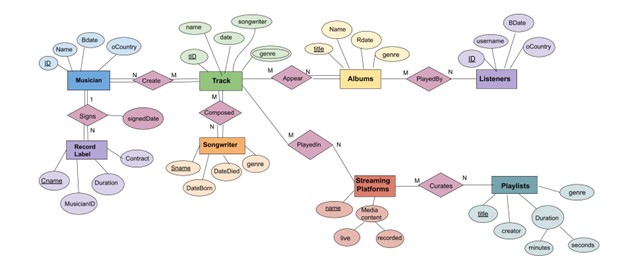 songwriter
name
date
Name
Bdate
oCountry
ID
tID
genre
Musician
N
Create
M
Track
M
Appear
N
Name
Rdate
title
genre
Albums
M
PlayedBy
N
BDate
username
oCountry
ID
Listeners
1
Signs
N
signedDate
M
Composed
N
Record
Label
Songwriter
Contract
Cname
Duration
MusicianID
Sname
DateBorn
DateDied
genre
M
PlayedIn
N
Streaming
Platforms
M
Curates
N
Playlists
name
Media
content
live
recorded
title
creator
Duration
genre
minutes
seconds